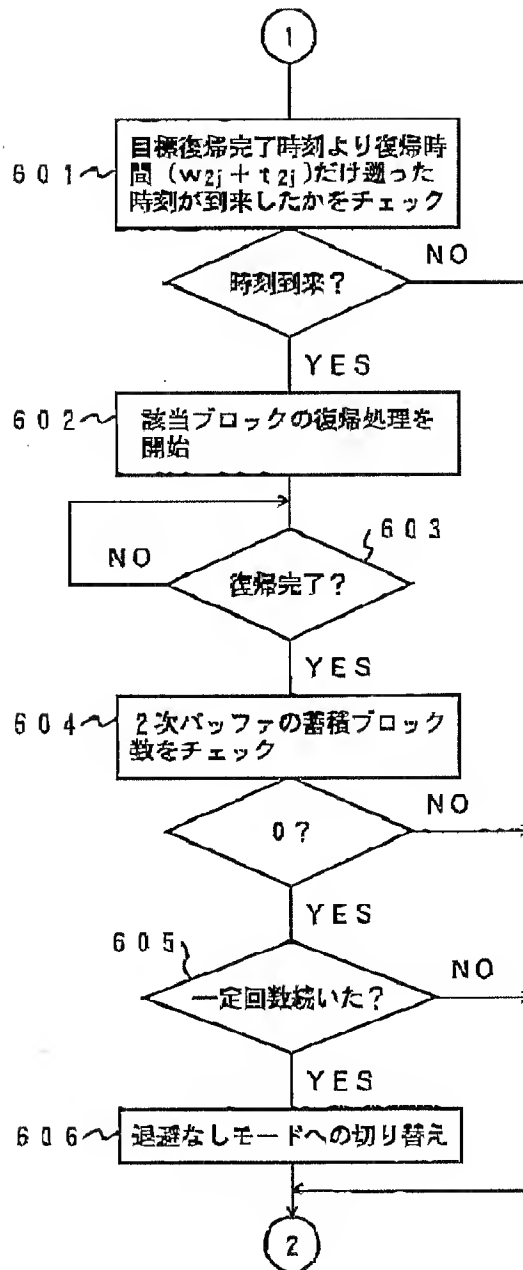 1
目標復帰完了時刻より復帰時
601 間(w2j+t2j)だけ遡った
時刻が到来したかをチェック
時刻到来？
NO
YES
602 該当ブロックの復帰処理を
開始
603
NO
復帰完了？
YES
604 2次バッファの蓄積ブロック
数をチェック
NO
0？
YES
605
NO
一定回数続いた？
YES
606 退避なしモードへの切り替え
2